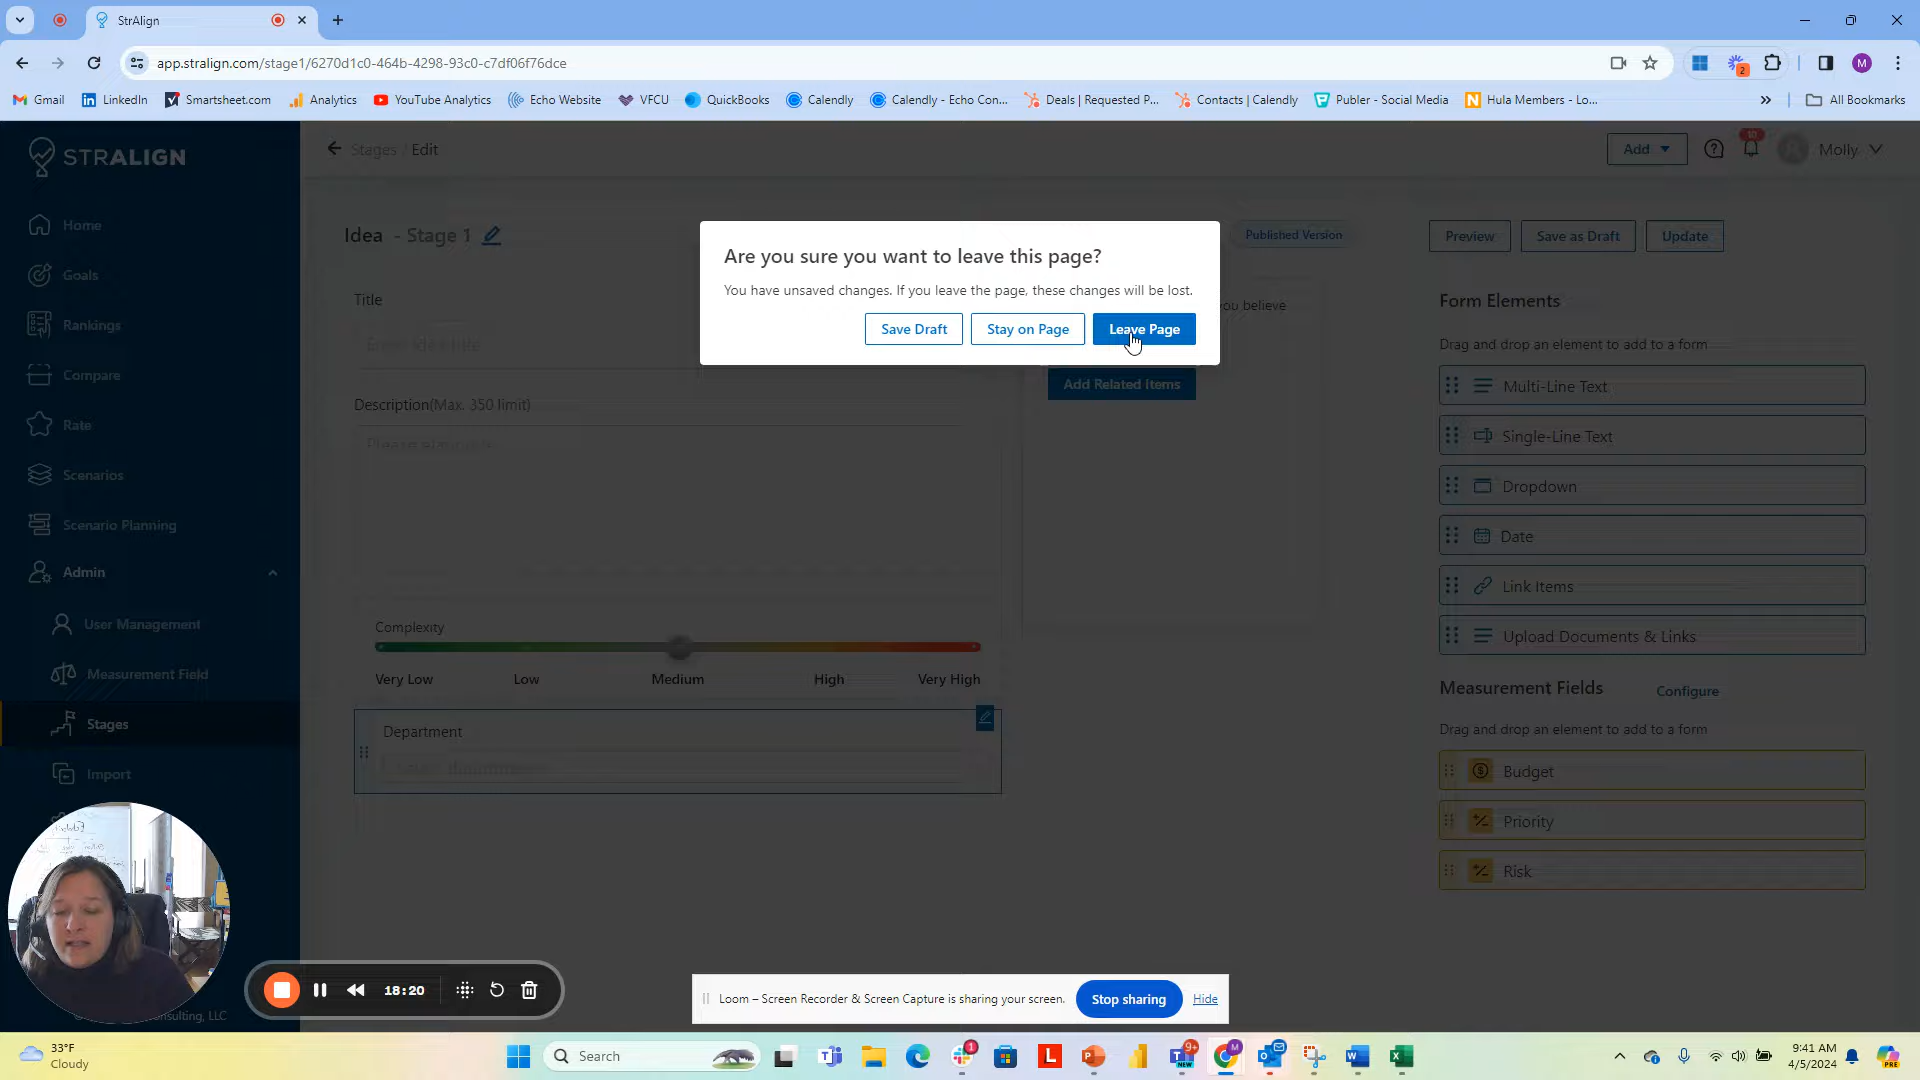 StrAlign
app.stralign.com/stage1/6270d1c0-464b-4298-93c0-c7df06f76dce
2
M
Gmail
LinkedIn
Smartsheet.com
Analytics
YouTube Analytics
Echo Website
VFCU
QuickBooks
Calendly
Calendly - Echo Con...
Deals | Requested P...
Contacts | Calendly
Publer - Social Media
Hula Members - Lo...
All Bookmarks
STRALIGN
Stages / Edit
Add
10
Molly
Home
Goals
Rankings
Compare
Rate
Scenarios
Scenario Planning
Admin
User Management
Measurement Field
Stages
Import
Idea - Stage 1
Published Version
Preview
Save as Draft
Update
Title
you believe
Are you sure you want to leave this page?
You have unsaved changes. If you leave the page, these changes will be lost.
Save Draft
Stay on Page
Leave Page
Add Related Items
Description(Max. 350 limit)
Complexity
Very Low
Low
Medium
High
Very High
Department
Form Elements
Drag and drop an element to add to a form
Multi-Line Text
Single-Line Text
Dropdown
Date
Link Items
Upload Documents & Links
Measurement Fields
Configure
Drag and drop an element to add to a form
Budget
Priority
Risk
18:20
nsulting, LLC
Loom – Screen Recorder & Screen Capture is sharing your screen.
Stop sharing
Hide
33°F
Cloudy
Search
1
9+
NEW
M
9:41 AM
4/5/2024
PRE